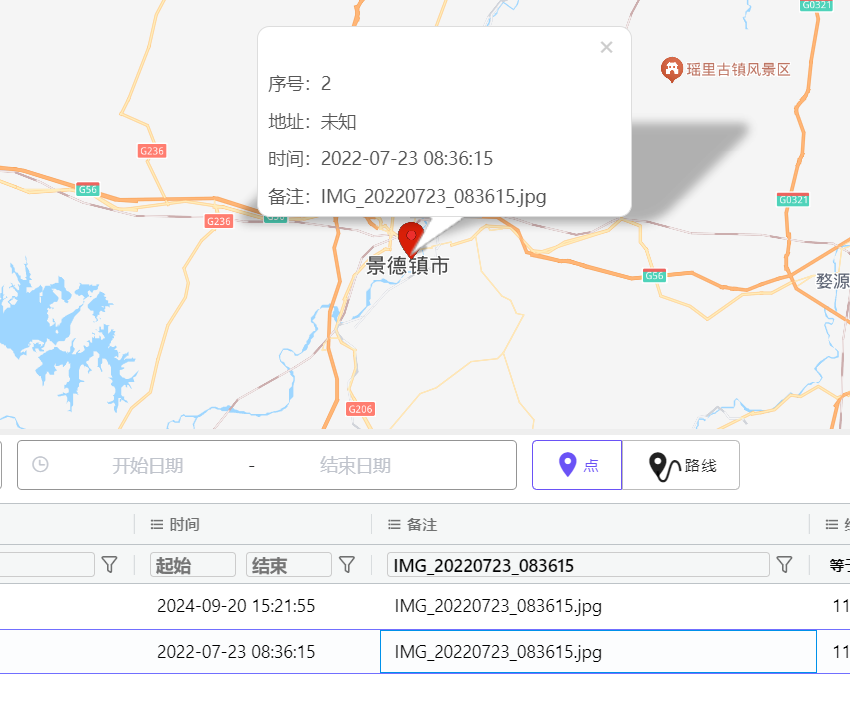 G0321
瑶里古镇风景区
序号：2
地址：未知
时间：2022-07-23 08:36:15
备注：IMG_20220723_083615.jpg
G236
G56
G0321
G236
G56
景德镇市
G56
婺源
G206
开始日期 - 结束日期 点 路线
时间 备注
起始 结束 IMG_20220723_083615 等于
2024-09-20 15:21:55 IMG_20220723_083615.jpg 11
2022-07-23 08:36:15 IMG_20220723_083615.jpg 11